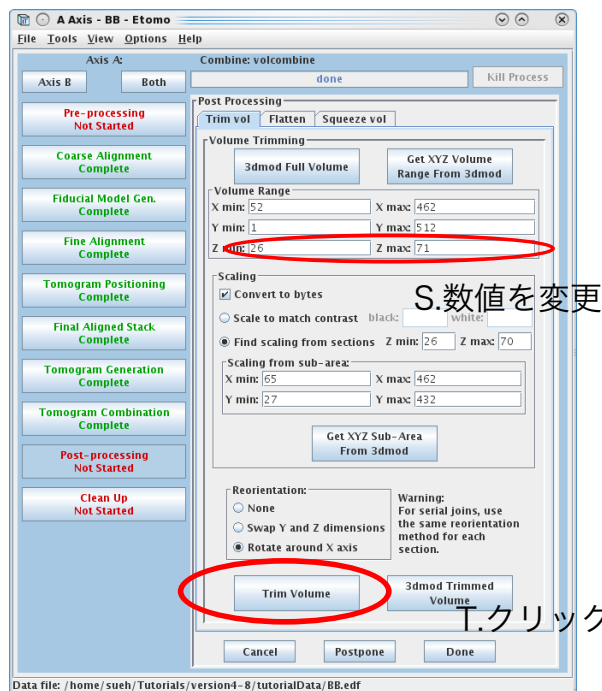 A Axis - BB - Etomo
File Tools View Options Help
Axis A: Combine: volcombine
Axis B Both done Kill Process
Pre-processing
Not Started
Coarse Alignment
Complete
Fiducial Model Gen.
Complete
Fine Alignment
Complete
Tomogram Positioning
Complete
Final Aligned Stack
Complete
Tomogram Generation
Complete
Tomogram Combination
Complete
Post-processing
Not Started
Clean Up
Not Started
Post Processing
Trim vol Flatten Squeeze vol
Volume Trimming
3dmod Full Volume
Get XYZ Volume
Range From 3dmod
Volume Range
X min: 52 X max: 462
Y min: 1 Y max: 512
Z min: 26 Z max: 71
Scaling
Convert to bytes
S.数値を変更
Scale to match contrast black: white:
Find scaling from sections Z min: 26 Z max: 70
Scaling from sub-area:
X min: 65 X max: 462
Y min: 27 Y max: 432
Get XYZ Sub-Area
From 3dmod
Reorientation:
None
Swap Y and Z dimensions
Rotate around X axis
Warning:
For serial joins, use
the same reorientation
method for each
section.
Trim Volume
3dmod Trimmed
Volume
T.クリック
Cancel Postpone Done
Data file: /home/sueh/Tutorials/version4-8/tutorialData/BB.edf